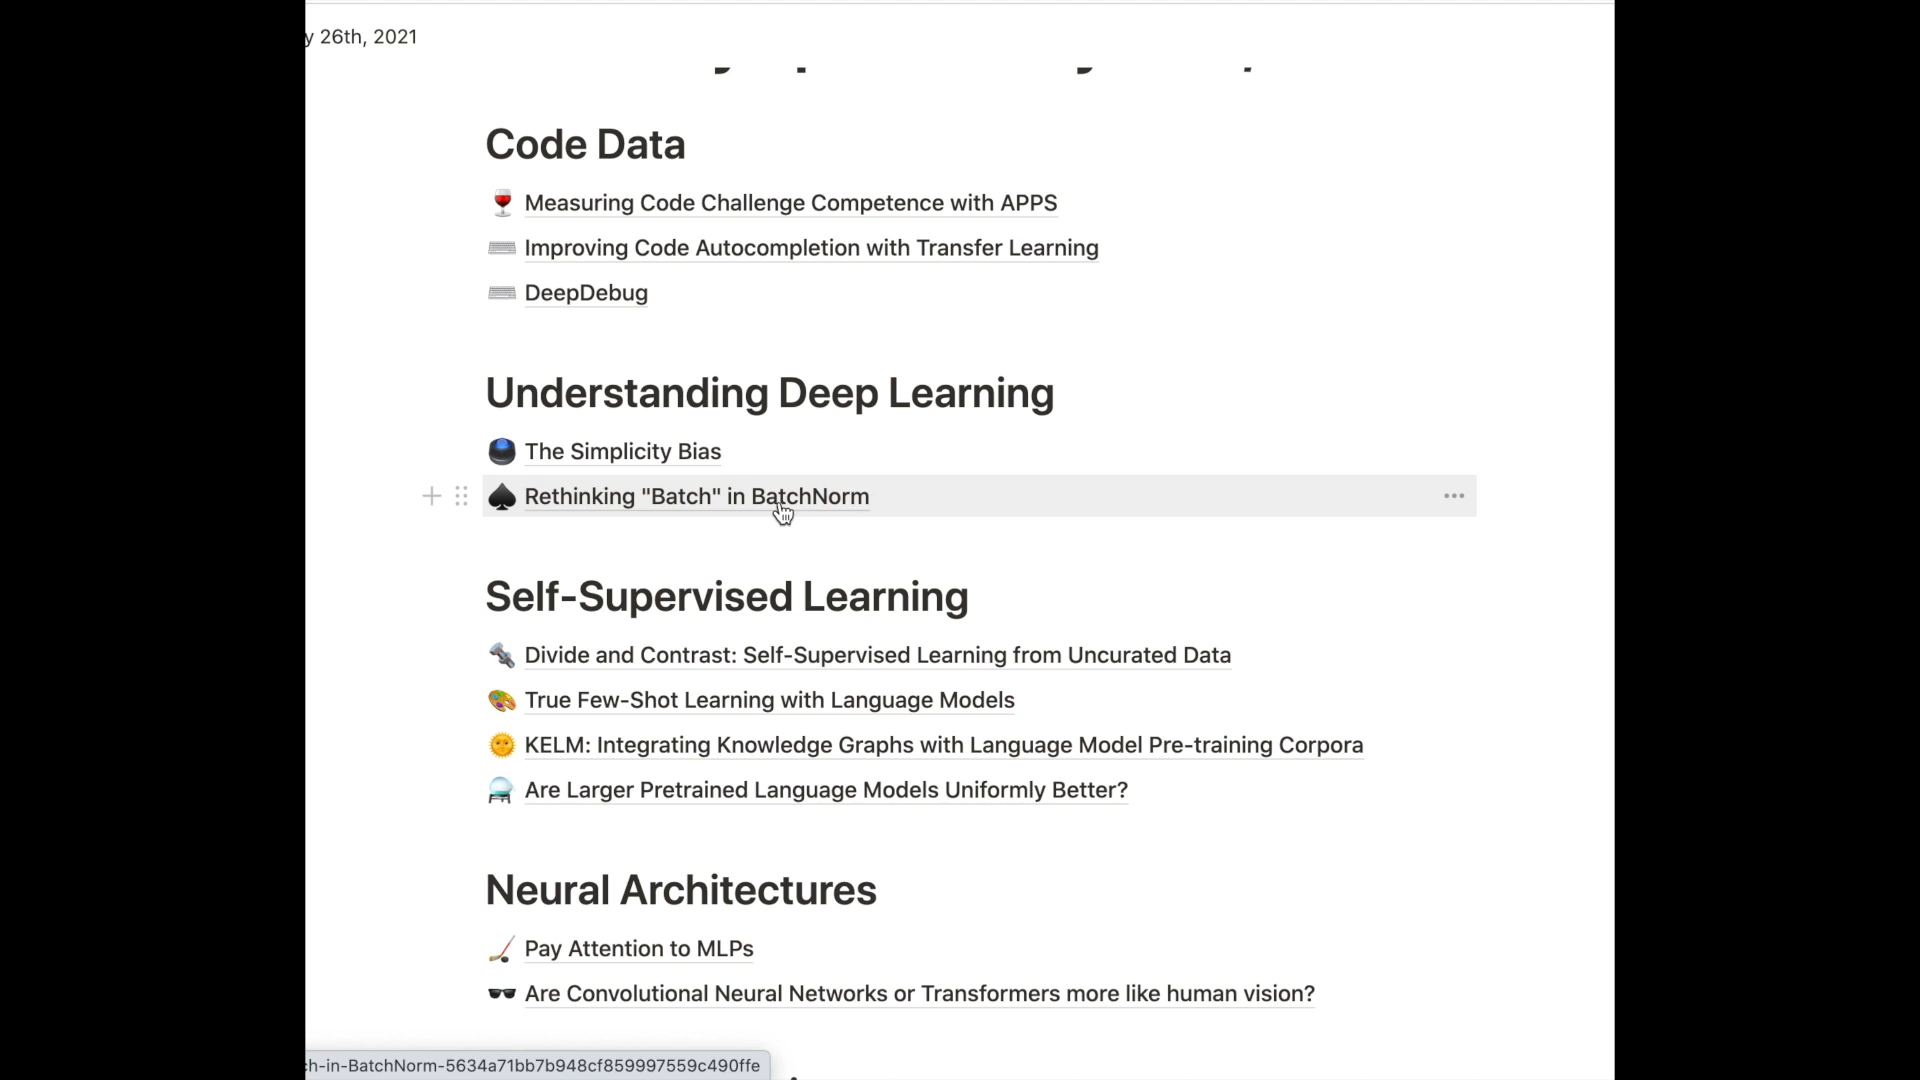 y 26th, 2021
Code Data
Measuring Code Challenge Competence with APPS
Improving Code Autocompletion with Transfer Learning
DeepDebug
Understanding Deep Learning
The Simplicity Bias
Rethinking "Batch" in BatchNorm
Self-Supervised Learning
Divide and Contrast: Self-Supervised Learning from Uncurated Data
True Few-Shot Learning with Language Models
KELM: Integrating Knowledge Graphs with Language Model Pre-training Corpora
Are Larger Pretrained Language Models Uniformly Better?
Neural Architectures
Pay Attention to MLPs
Are Convolutional Neural Networks or Transformers more like human vision?
ch-in-BatchNorm-5634a71bb7b948cf859997559c490ffe